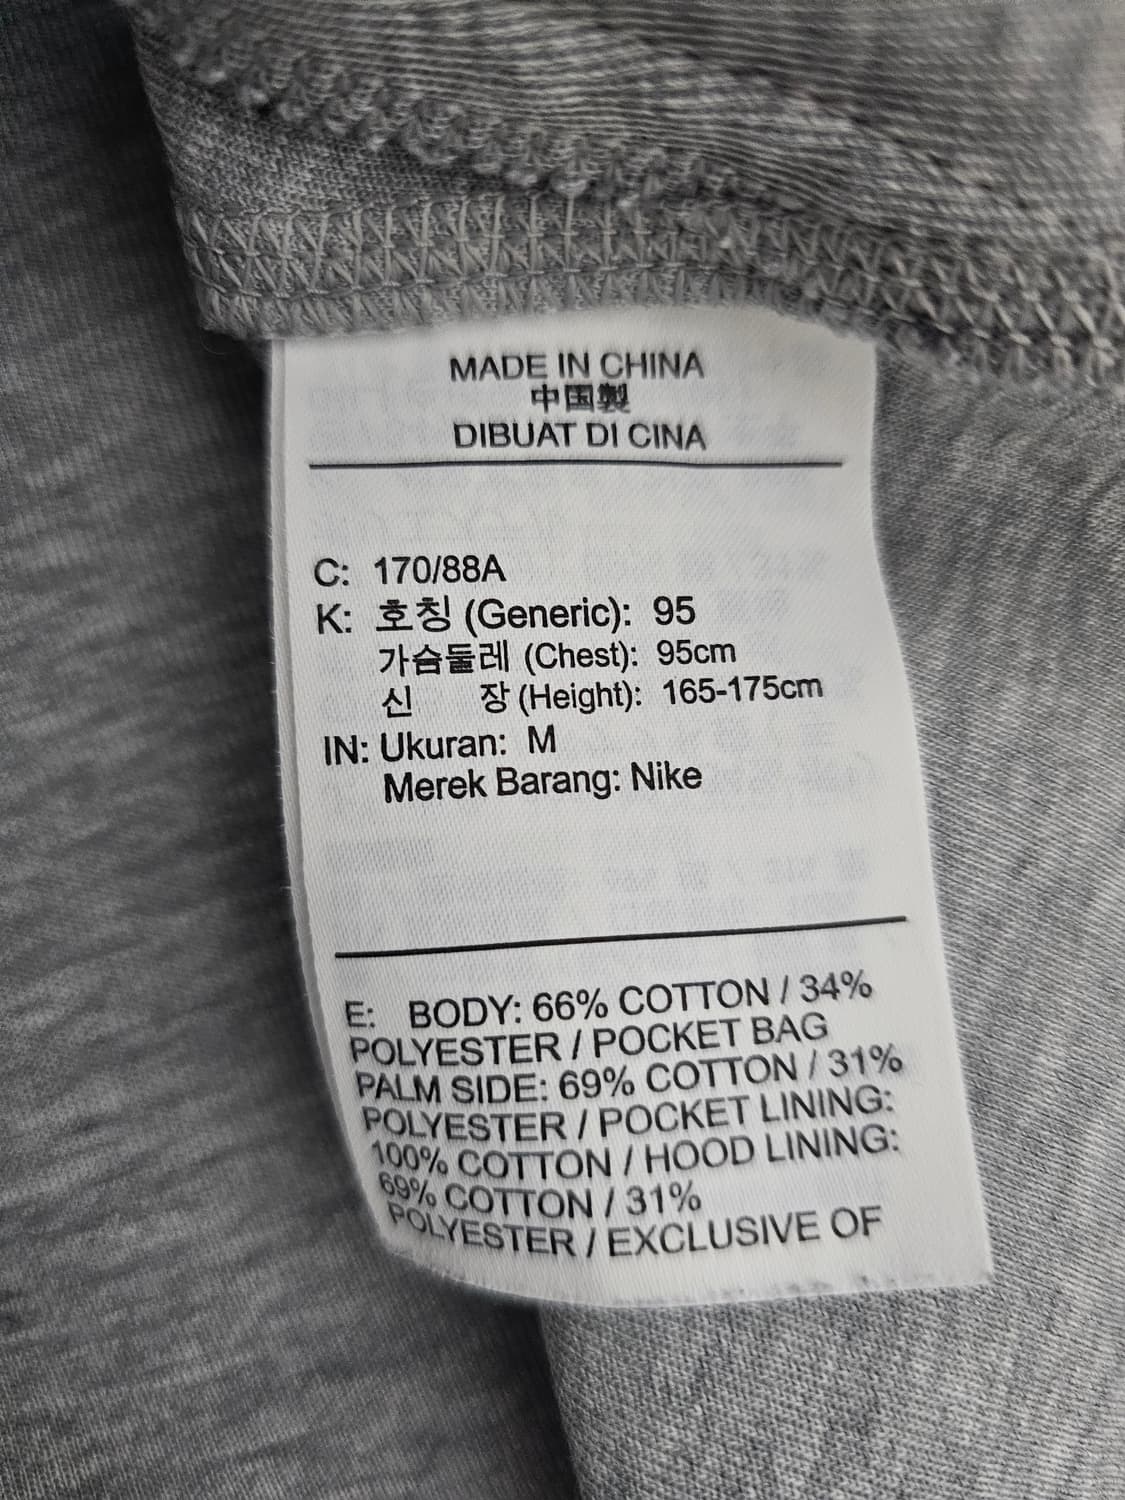 MADE IN CHINA
中国製
DIBUAT DI CINA
C: 170/88A
K: 호칭 (Generic): 95
가슴둘레 (Chest): 95cm
신 장 (Height): 165-175cm
IN: Ukuran: M
Merek Barang: Nike
E: BODY: 66% COTTON / 34%
POLYESTER / POCKET BAG
PALM SIDE: 69% COTTON / 31%
POLYESTER / POCKET LINING:
100% COTTON / HOOD LINING:
69% COTTON / 31%
POLYESTER / EXCLUSIVE OF